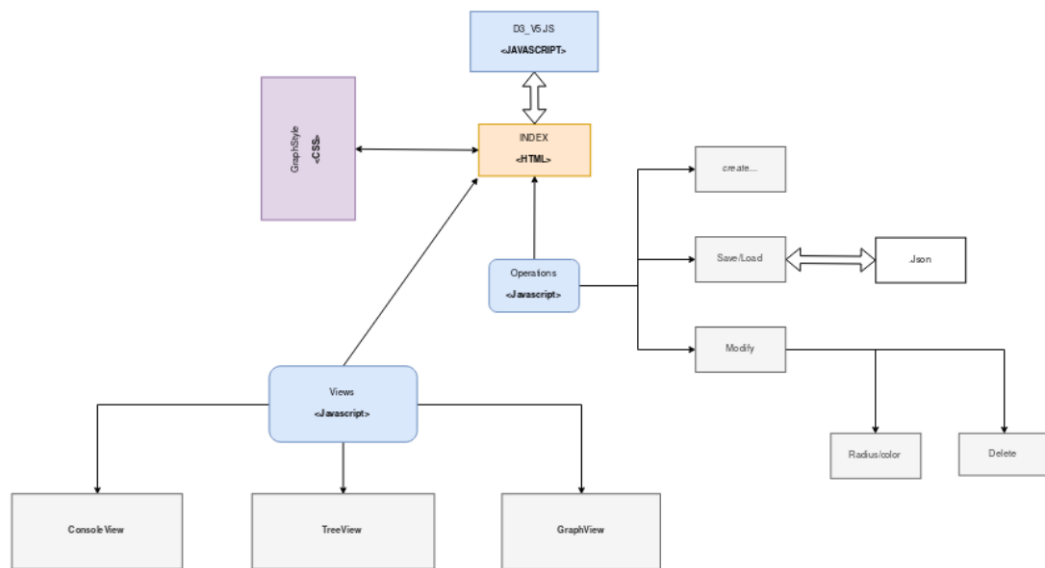 D3_V5.JS
<JAVASCRIPT>
GraphStyle
<CSS>
INDEX
<HTML>
create...
Save/Load
.Json
Operations
<Javascript>
Modify
Views
<Javascript>
Radius/color
Delete
ConsoleView
TreeView
GraphView